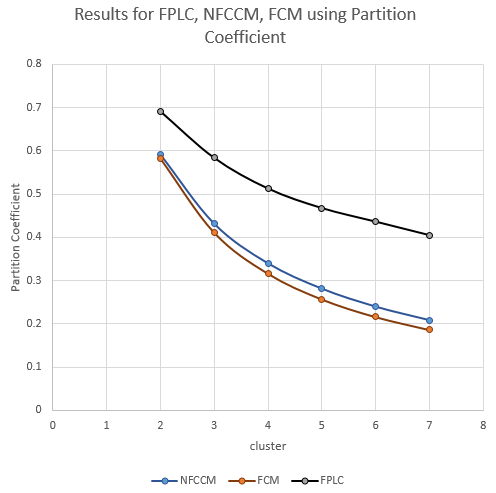 Results for FPLC, NFCCM, FCM using Partition
Coefficient
0.8
0.7
0.6
0.5
0.4
0.3
0.2
0.1
0
Partition Coefficient
0 1 2 3 4 5 6 7 8
cluster
NFCCM FCM FPLC